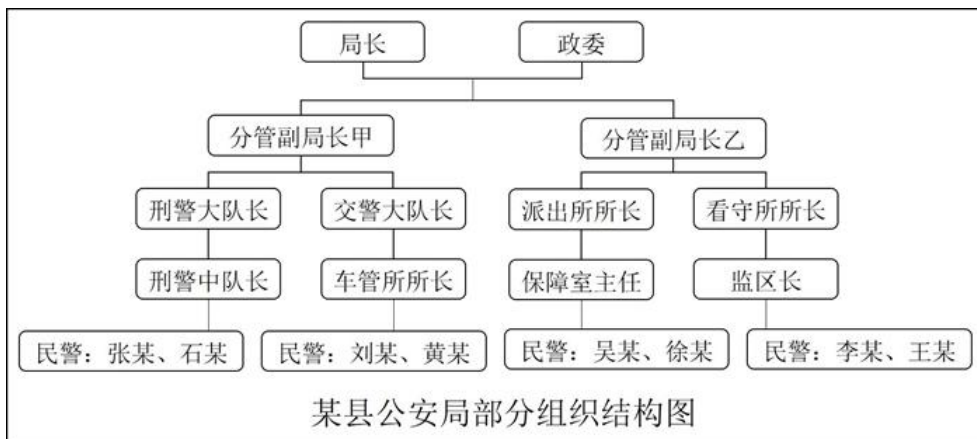 局长 政委
分管副局长甲 分管副局长乙
刑警大队长 交警大队长 派出所所长 看守所所长
刑警中队长 车管所所长 保障室主任 监区长
民警：张某、石某 民警：刘某、黄某 民警：吴某、徐某 民警：李某、王某
某县公安局部分组织结构图